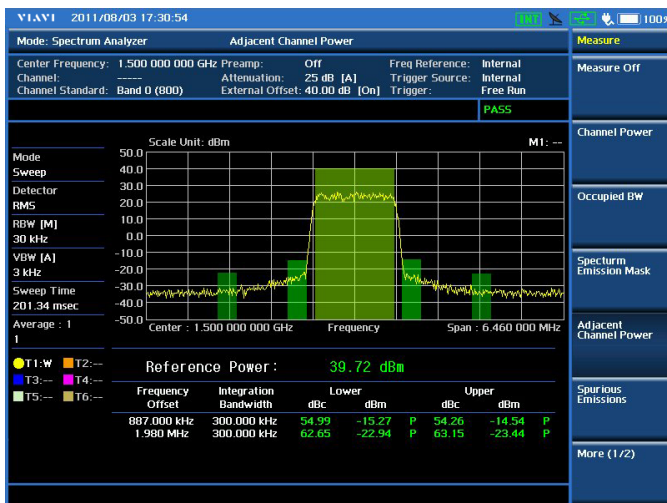 VIAVI 2011/08/03 17:30:54 INT 100%
Mode: Spectrum Analyzer Adjacent Channel Power
Center Frequency: 1.500 000 000 GHz Preamp: Off Freq Reference: Internal
Channel: ----- Attenuation: 25 dB [A] Trigger Source: Internal
Channel Standard: Band 0 (800) External Offset: 40.00 dB [On] Trigger: Free Run
PASS
Scale Unit: dBm M1: --
50.0
40.0
30.0
20.0
10.0
0.0
-10.0
-20.0
-30.0
-40.0
-50.0
Center : 1.500 000 000 GHz Frequency Span : 6.460 000 MHz
Mode
Sweep
Detector
RMS
RBW [M]
30 kHz
VBW [A]
3 kHz
Sweep Time
201.34 msec
Average : 1
1
T1:W T2:--
T3:-- T4:--
T5:-- T6:--
Reference Power: 39.72 dBm
Frequency Integration Lower Upper
Offset Bandwidth dBc dBm dBc dBm
887.000 kHz 300.000 kHz 54.99 -15.27 P 54.26 -14.54 P
1.980 MHz 300.000 kHz 62.65 -22.94 P 63.15 -23.44 P
Measure
Measure Off
Channel Power
Occupied BW
Specturm
Emission Mask
Adjacent
Channel Power
Spurious
Emissions
More (1/2)